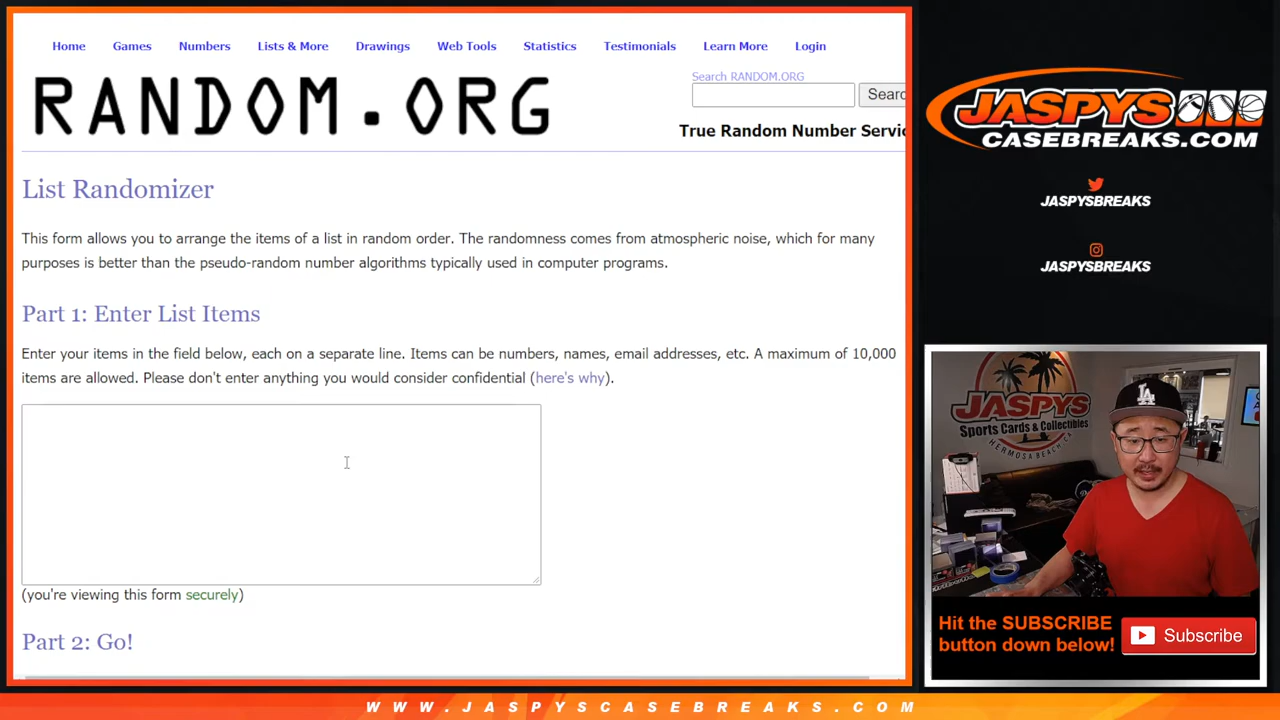 Home Games Numbers Lists & More Drawings Web Tools Statistics Testimonials Learn More Login
RANDOM.ORG
Search RANDOM.ORG
Searc
True Random Number Servic
List Randomizer
This form allows you to arrange the items of a list in random order. The randomness comes from atmospheric noise, which for many
purposes is better than the pseudo-random number algorithms typically used in computer programs.
Part 1: Enter List Items
Enter your items in the field below, each on a separate line. Items can be numbers, names, email addresses, etc. A maximum of 10,000
items are allowed. Please don't enter anything you would consider confidential (here's why).
(you're viewing this form securely)
Part 2: Go!
JASPYS
CASEBREAKS.COM
JASPYSBREAKS
JASPYSBREAKS
JASPYS
Sports Cards & Collectibles
HERMOSA BEACH, CA
LA
Hit the SUBSCRIBE
button down below!
Subscribe
WWW.JASPYSCASEBREAKS.COM